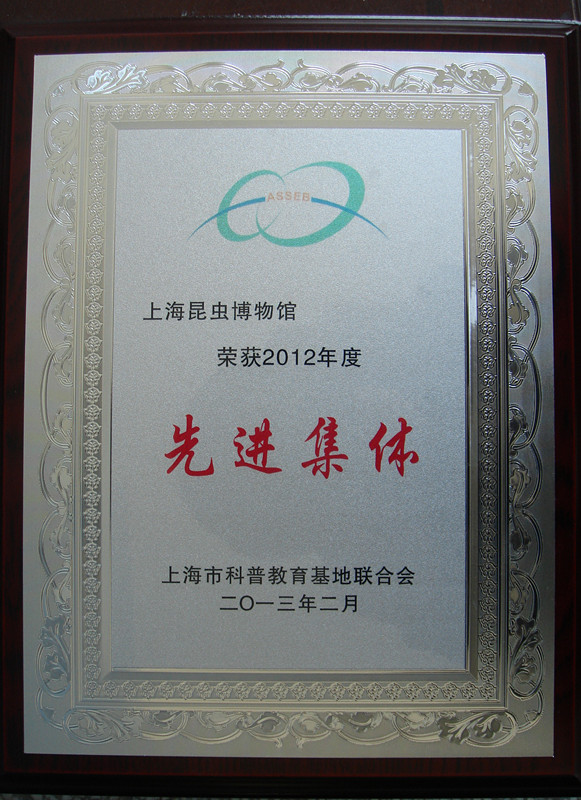 ASSEB
上海昆虫博物馆
荣获2012年度
先进集体
上海市科普教育基地联合会
二〇一三年二月